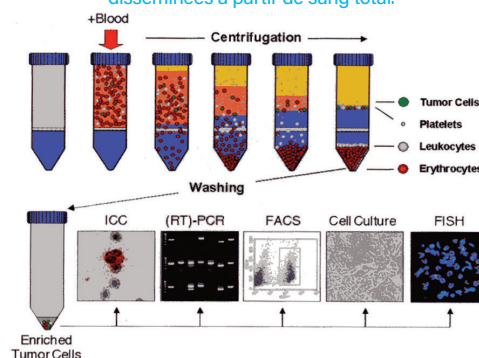 disséminées à partir de sang total.
+Blood
Centrifugation
Tumor Cells
Platelets
Leukocytes
Erythrocytes
Washing
ICC
(RT)-PCR
FACS
Cell Culture
FISH
Enriched
Tumor Cells